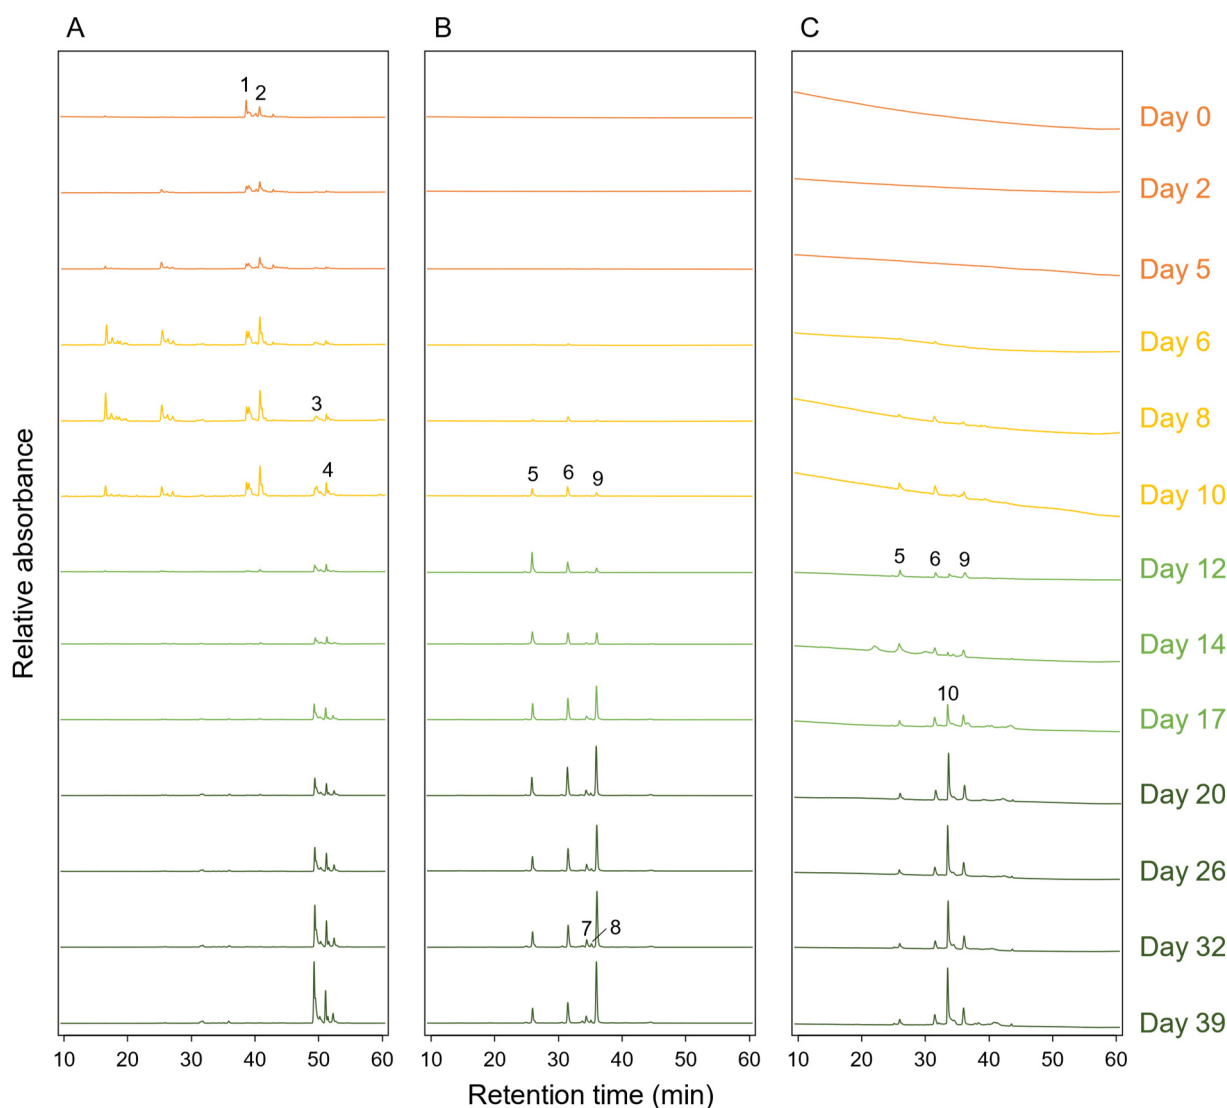 A B C
1 2
Day 0
Day 2
Day 5
Day 6
3
Day 8
4
5 6 9
Day 10
5 6 9
Day 12
Day 14
10
Day 17
Day 20
Day 26
7 8
Day 32
Day 39
Relative absorbance
10 20 30 40 50 60 10 20 30 40 50 60 10 20 30 40 50 60
Retention time (min)